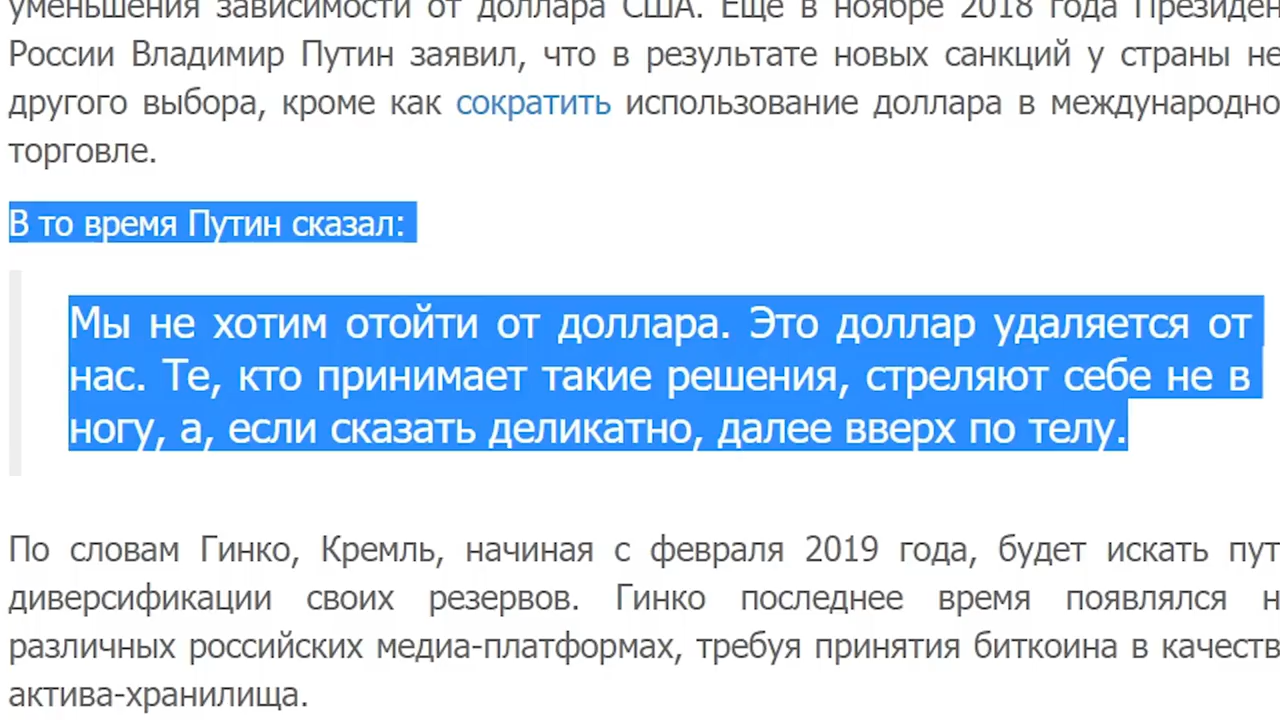 уменьшения зависимости от доллара США. Еще в ноябре 2018 года Президен
России Владимир Путин заявил, что в результате новых санкций у страны не
другого выбора, кроме как сократить использование доллара в международно
торговле.
В то время Путин сказал:
Мы не хотим отойти от доллара. Это доллар удаляется от
нас. Те, кто принимает такие решения, стреляют себе не в
ногу, а, если сказать деликатно, далее вверх по телу.
По словам Гинко, Кремль, начиная с февраля 2019 года, будет искать пут
диверсификации своих резервов. Гинко последнее время появлялся н
различных российских медиа-платформах, требуя принятия биткоина в качеств
актива-хранилища.